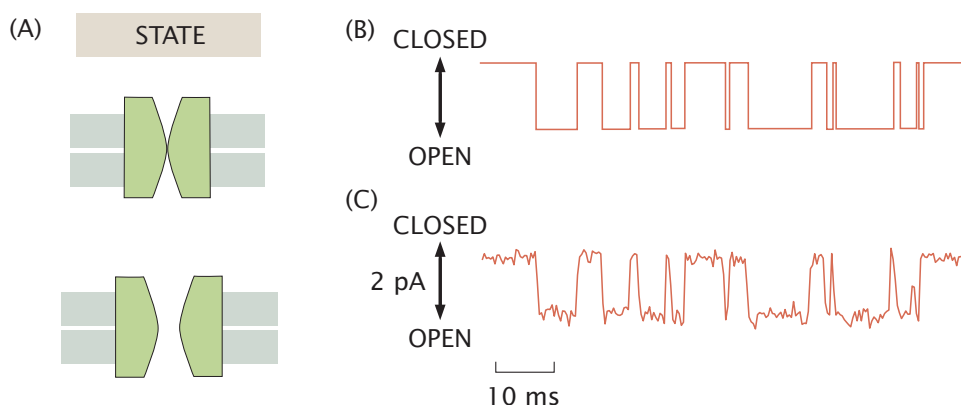 (A)
STATE
(B)
CLOSED
OPEN
(C)
CLOSED
2 pA
OPEN
10 ms